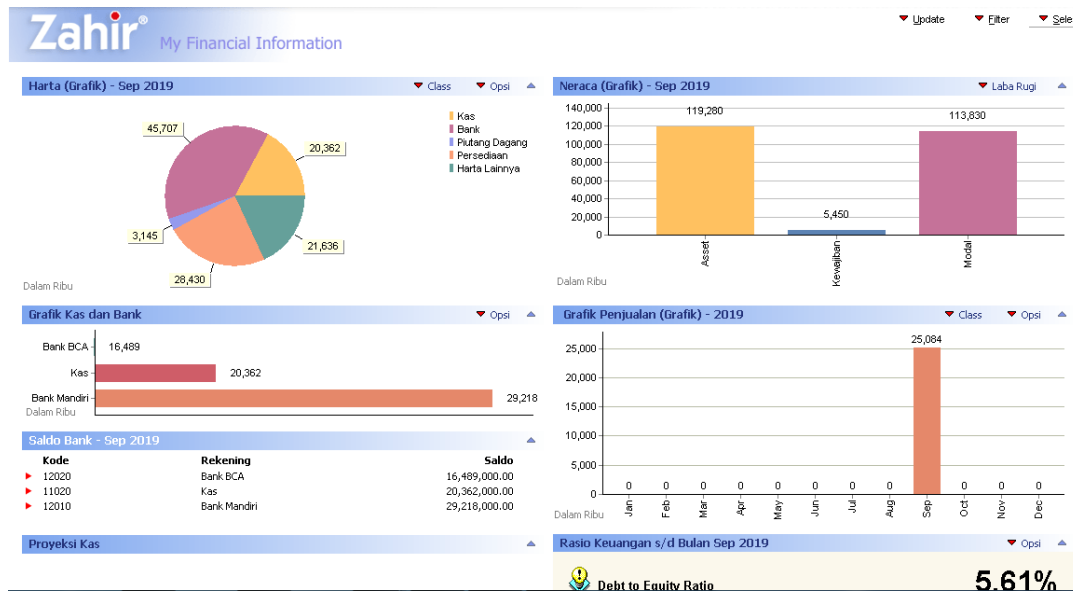 Zahir® My Financial Information
Update Filter Sele
Harta (Grafik) - Sep 2019 Class Opsi
45,707
20,362
3,145
28,430
21,636
Kas
Bank
Piutang Dagang
Persediaan
Harta Lainnya
Dalam Ribu
Neraca (Grafik) - Sep 2019 Laba Rugi
140,000
120,000
100,000
80,000
60,000
40,000
20,000
0
119,280
5,450
113,830
Asset
Kewajiban
Modal
Dalam Ribu
Grafik Kas dan Bank Opsi
Bank BCA 16,489
Kas 20,362
Bank Mandiri 29,218
Dalam Ribu
Grafik Penjualan (Grafik) - 2019 Class Opsi
25,084
25,000
20,000
15,000
10,000
5,000
0
0 0 0 0 0 0 0 0 0 0 0
Jan Feb Mar Apr May Jun Jul Aug Sep Oct Nov Dec
Dalam Ribu
Saldo Bank - Sep 2019
Kode Rekening Saldo
12020 Bank BCA 16,489,000.00
11020 Kas 20,362,000.00
12010 Bank Mandiri 29,218,000.00
Proyeksi Kas
Rasio Keuangan s/d Bulan Sep 2019 Opsi
Debt to Equity Ratio 5.61%